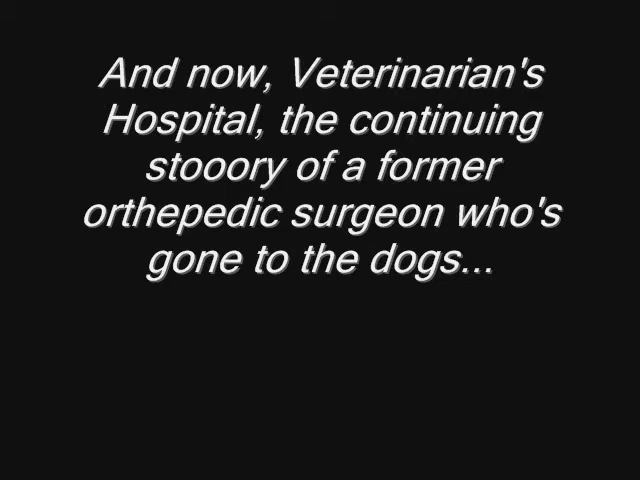 And now, Veterinarian's
Hospital, the continuing
stooory of a former
orthepedic surgeon who's
gone to the dogs...